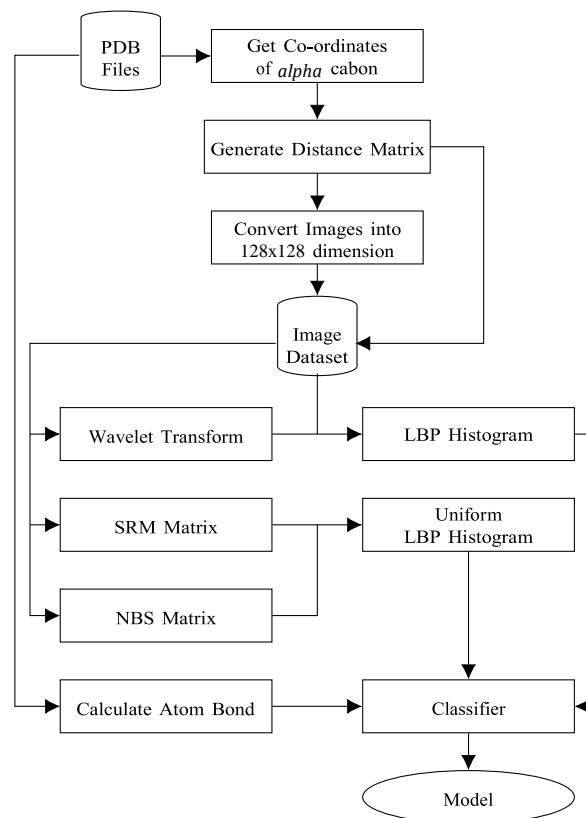 PDB
Files
Get Co-ordinates
of alpha cabon
Generate Distance Matrix
Convert Images into
128x128 dimension
Image
Dataset
Wavelet Transform
LBP Histogram
SRM Matrix
Uniform
LBP Histogram
NBS Matrix
Calculate Atom Bond
Classifier
Model